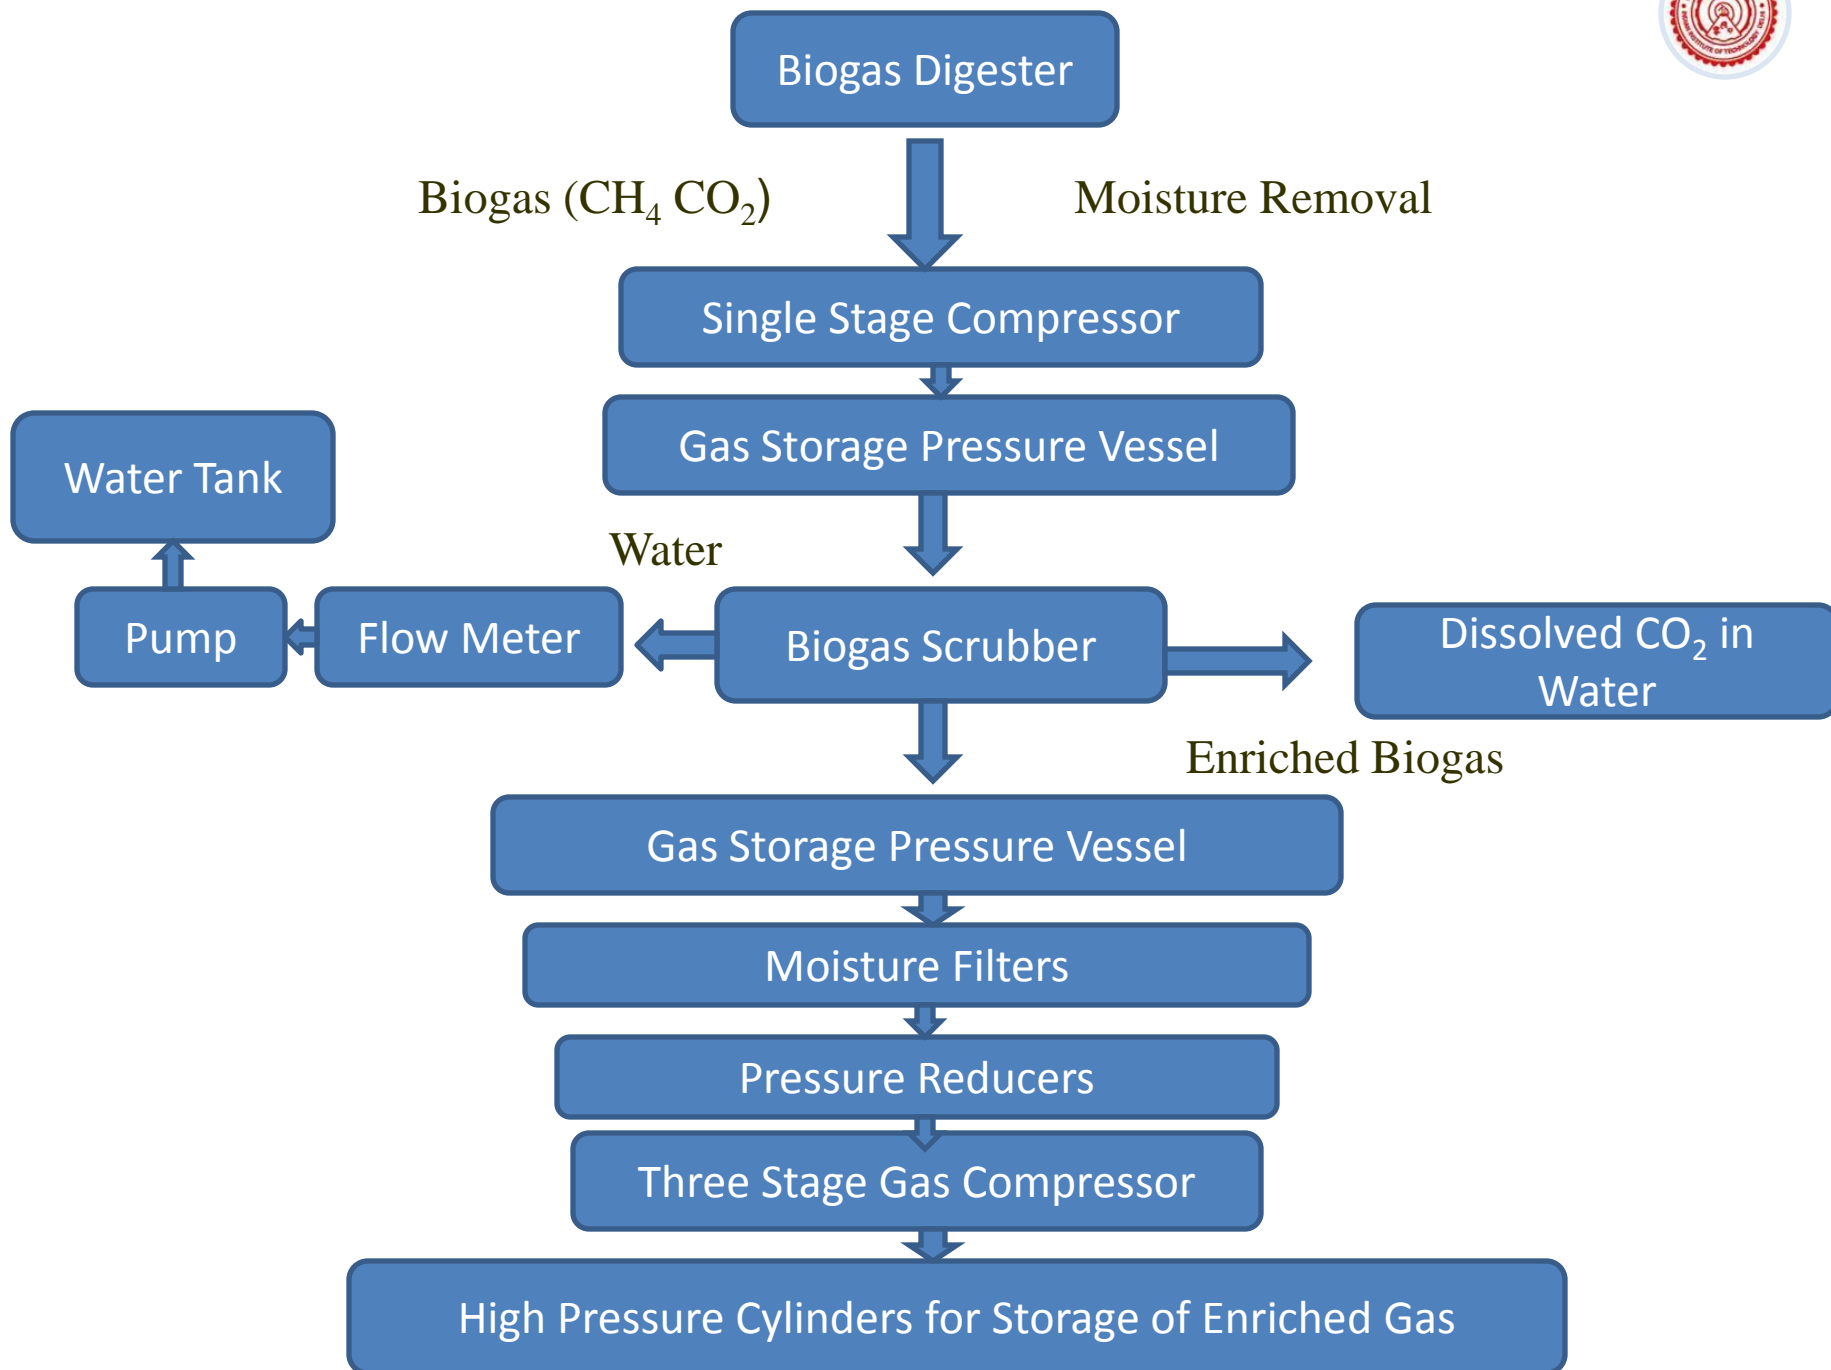 Biogas Digester
Biogas (CH₄ CO₂)
Moisture Removal
Single Stage Compressor
Gas Storage Pressure Vessel
Water Tank
Water
Pump
Flow Meter
Biogas Scrubber
Dissolved CO₂ in
Water
Enriched Biogas
Gas Storage Pressure Vessel
Moisture Filters
Pressure Reducers
Three Stage Gas Compressor
High Pressure Cylinders for Storage of Enriched Gas